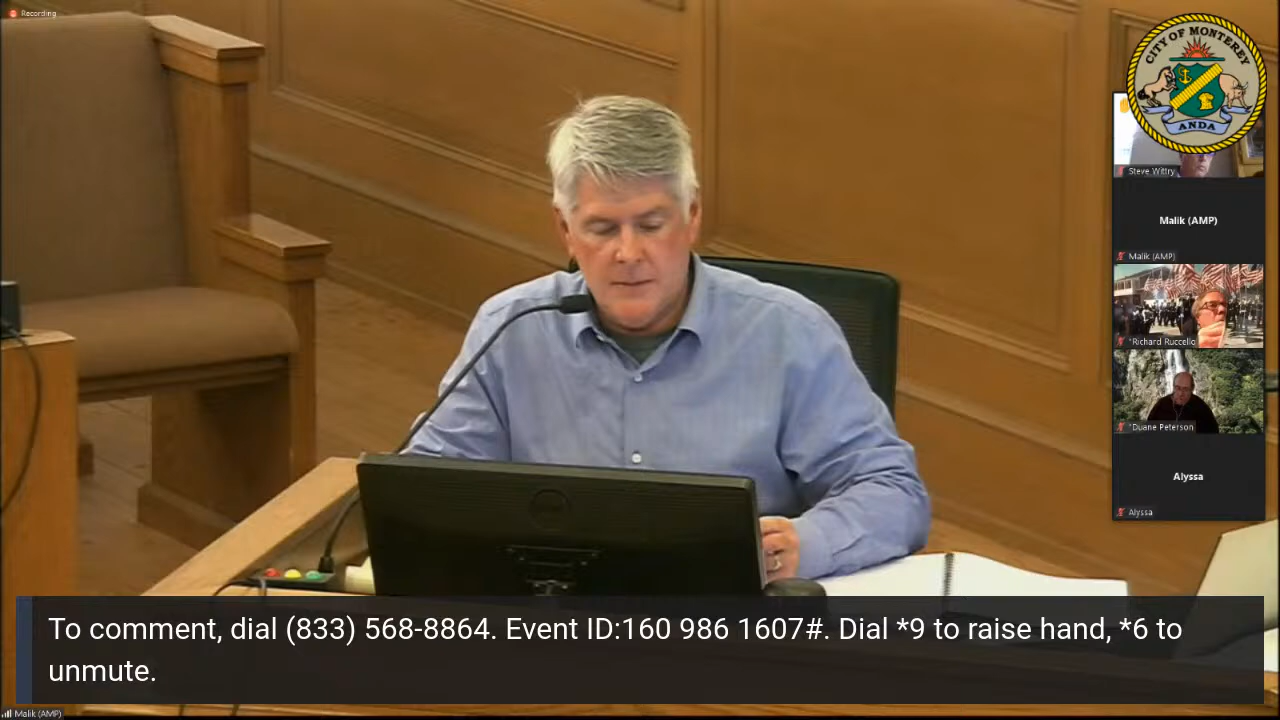 Recording
CITY OF MONTEREY
ANDA
Steve Wittry
Malik (AMP)
Malik (AMP)
*Richard Ruccello
*Duane Peterson
Alyssa
Alyssa
To comment, dial (833) 568-8864. Event ID:160 986 1607#. Dial *9 to raise hand, *6 to
unmute.
Malik (AMP)